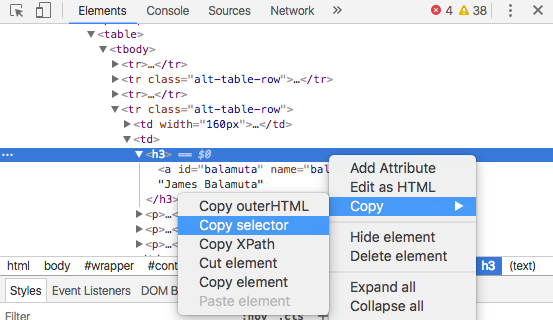 Elements Console Sources Network » 4 38
<table>
<tbody>
<tr>…</tr>
<tr class="alt-table-row">…</tr>
<tr>…</tr>
<tr class="alt-table-row">
<td width="160px">…</td>
<td>
… <h3> == $0
<a id="balamuta" name="bal
"James Balamuta"
</h3>
<p>…
<p>…
<p>…
Add Attribute
Edit as HTML
Copy
Hide element
Delete element
Expand all
Collapse all
Copy outerHTML
Copy selector
Copy XPath
Cut element
Copy element
Paste element
html body #wrapper #cont h3 (text)
Styles Event Listeners DOM B
Filter :hov .cls +